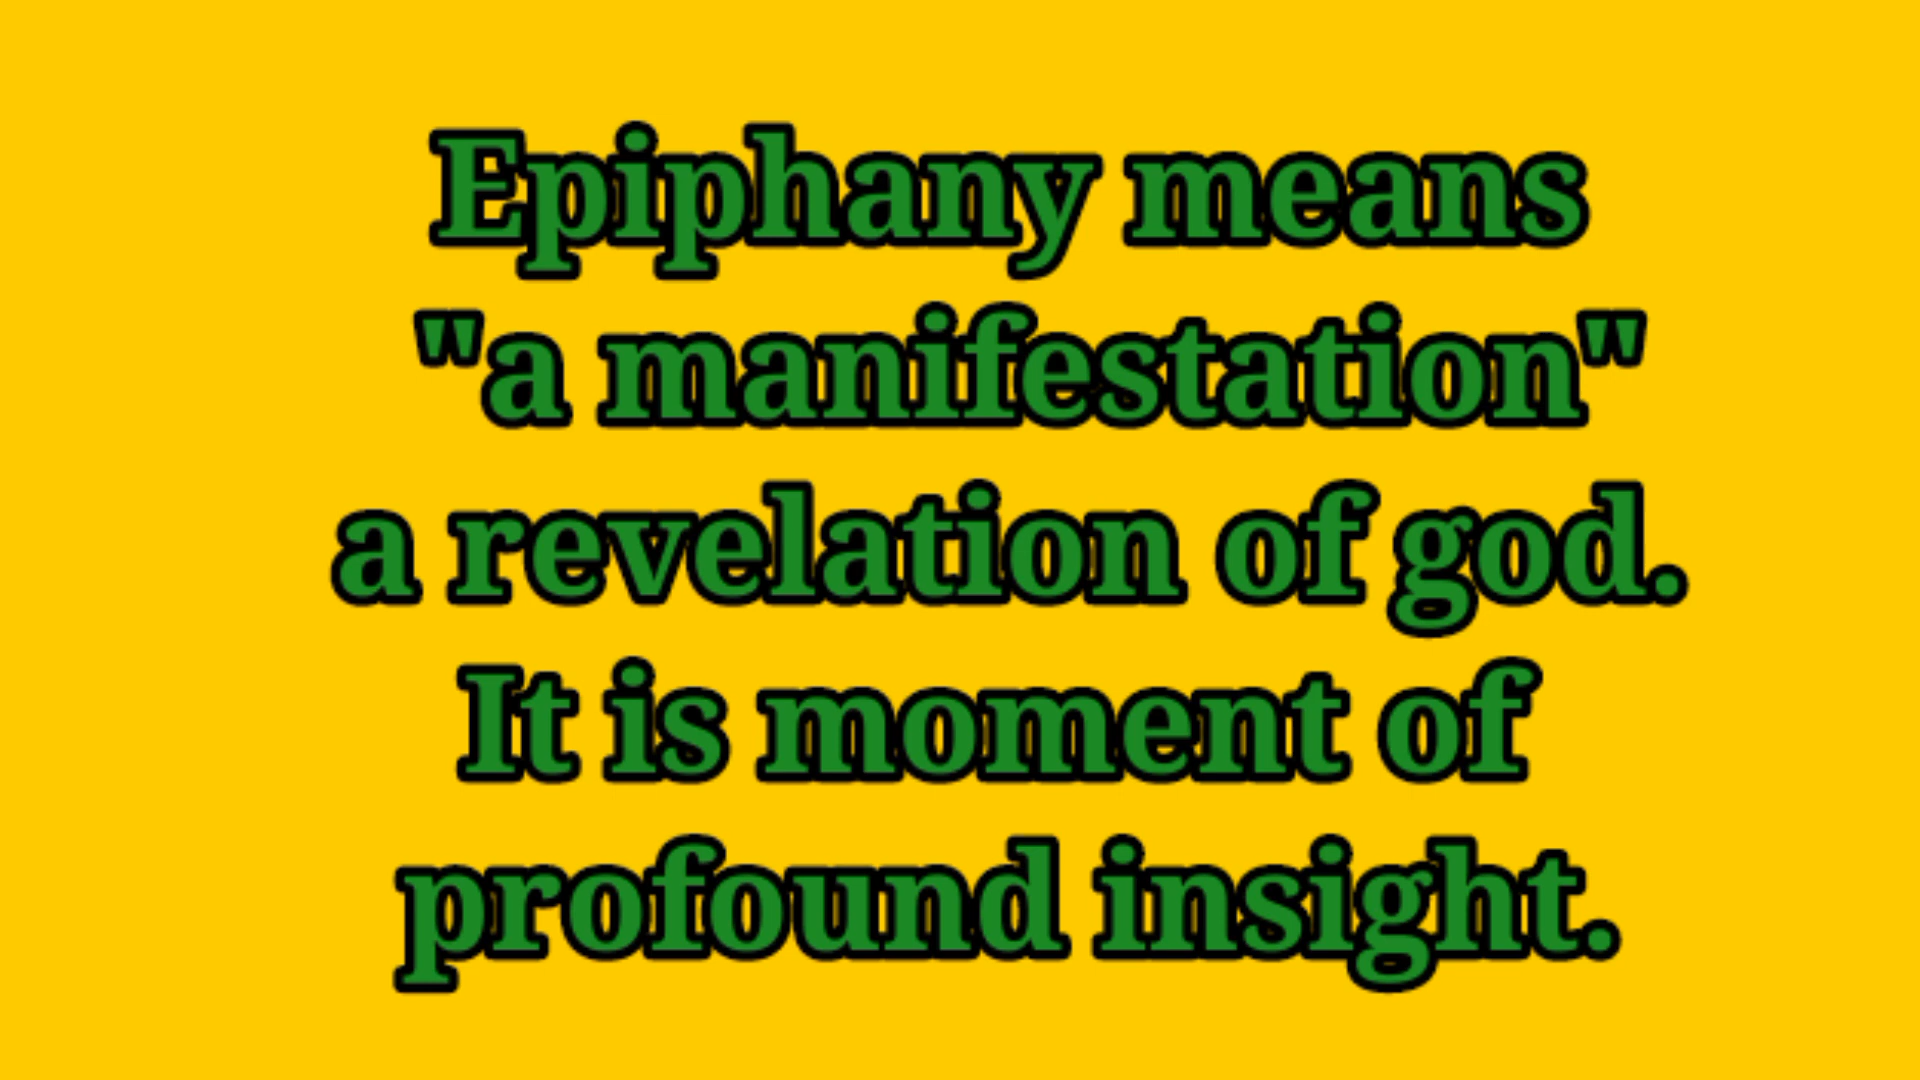 Epiphany means
"a manifestation"
a revelation of god.
It is moment of
profound insight.